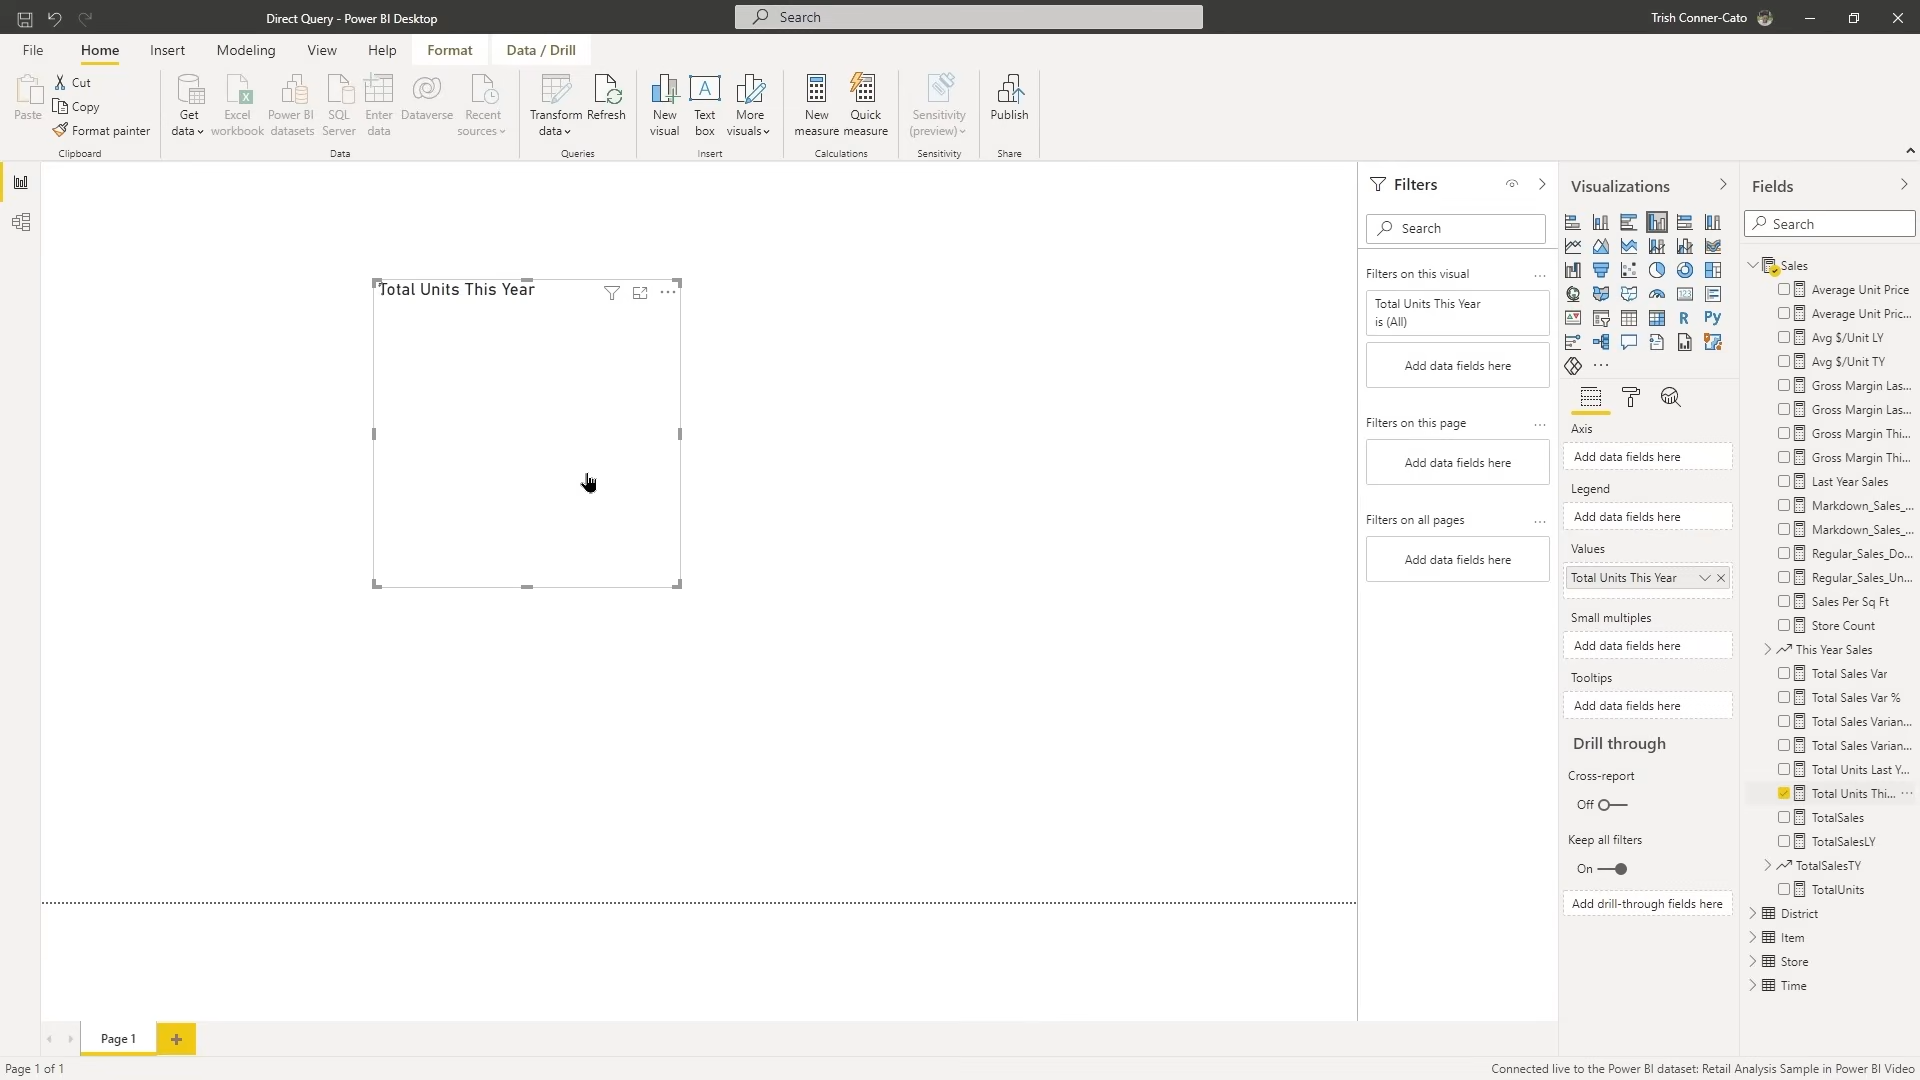 Direct Query - Power BI Desktop
Search
Trish Conner-Cato
File
Home
Insert
Modeling
View
Help
Format
Data / Drill
Paste
Cut
Copy
Format painter
Clipboard
Get
data
Excel
workbook
Power BI
datasets
SQL
Server
Enter
data
Dataverse
Recent
sources
Data
Transform
data
Refresh
Queries
New
visual
A
Text
box
More
visuals
Insert
New
measure
Quick
measure
Calculations
Sensitivity
(preview)
Sensitivity
Publish
Share
Total Units This Year
Filters
Search
Filters on this visual
Total Units This Year
is (All)
Add data fields here
Filters on this page
Add data fields here
Filters on all pages
Add data fields here
Visualizations
123
R
Py
Axis
Add data fields here
Legend
Add data fields here
Values
Total Units This Year
Small multiples
Add data fields here
Tooltips
Add data fields here
Drill through
Cross-report
Off
Keep all filters
On
Add drill-through fields here
Fields
Search
Sales
Average Unit Price
Average Unit Pric...
Avg $/Unit LY
Avg $/Unit TY
Gross Margin Las...
Gross Margin Las...
Gross Margin Thi...
Gross Margin Thi...
Last Year Sales
Markdown_Sales_...
Markdown_Sales_...
Regular_Sales_Do...
Regular_Sales_Un...
Sales Per Sq Ft
Store Count
This Year Sales
Total Sales Var
Total Sales Var %
Total Sales Varian...
Total Sales Varian...
Total Units Last Y...
Total Units Thi...
TotalSales
TotalSalesLY
TotalSalesTY
TotalUnits
District
Item
Store
Time
Page 1
Page 1 of 1
Connected live to the Power BI dataset: Retail Analysis Sample in Power BI Video